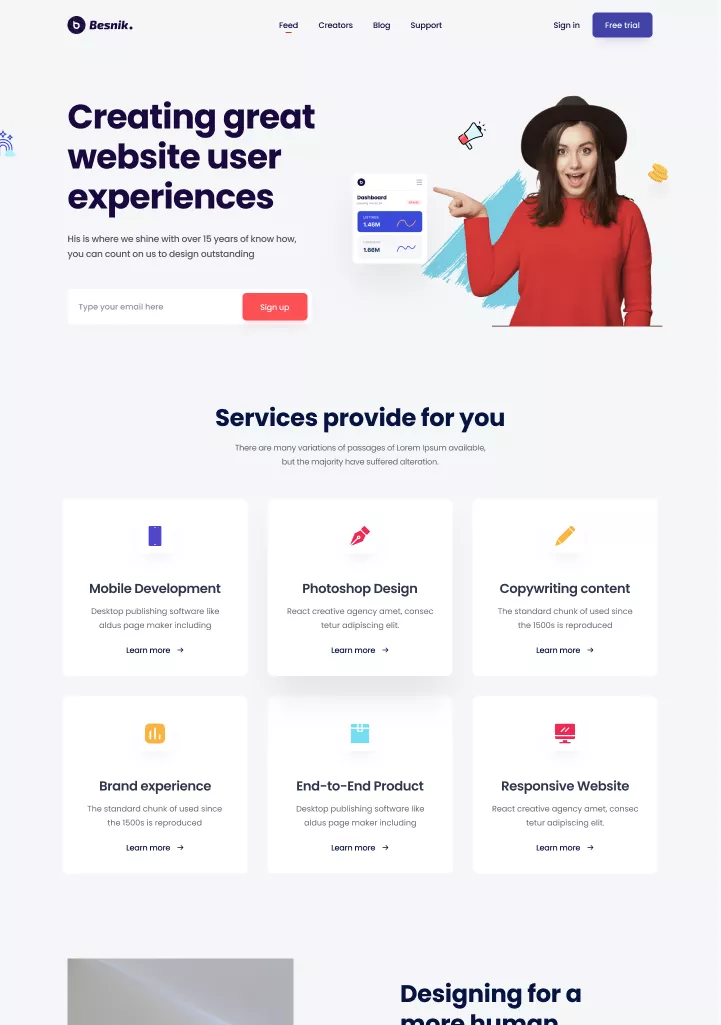 Besnik.
Feed
Creators
Blog
Support
Sign in
Free trial
Creating great
website user
experiences
His is where we shine with over 15 years of know how,
you can count on us to design outstanding
Type your email here
Sign up
Dashboard
1.46M
1.66M
Services provide for you
There are many variations of passages of Lorem Ipsum available,
but the majority have suffered alteration.
Mobile Development
Desktop publishing software like
aldus page maker including
Learn more
Photoshop Design
React creative agency amet, consec
tetur adipiscing elit.
Learn more
Copywriting content
The standard chunk of used since
the 1500s is reproduced
Learn more
Brand experience
The standard chunk of used since
the 1500s is reproduced
Learn more
End-to-End Product
Desktop publishing software like
aldus page maker including
Learn more
Responsive Website
React creative agency amet, consec
tetur adipiscing elit.
Learn more
Designing for a
more human